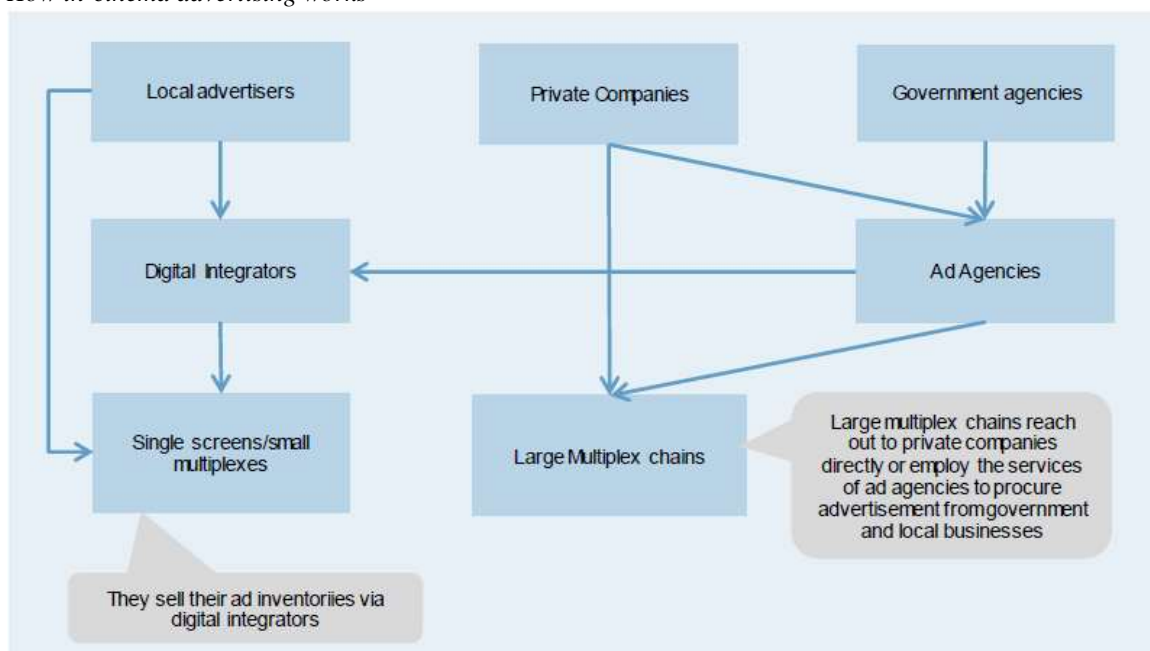 How in-cinema advertising works
Local advertisers
Private Companies
Government agencies
Digital Integrators
Ad Agencies
Single screens/small
multiplexes
Large Multiplex chains
Large multiplex chains reach
out to private companies
directly or employ the services
of ad agencies to procure
advertisement from government
and local businesses
They sell their ad inventoriies via
digital integrators